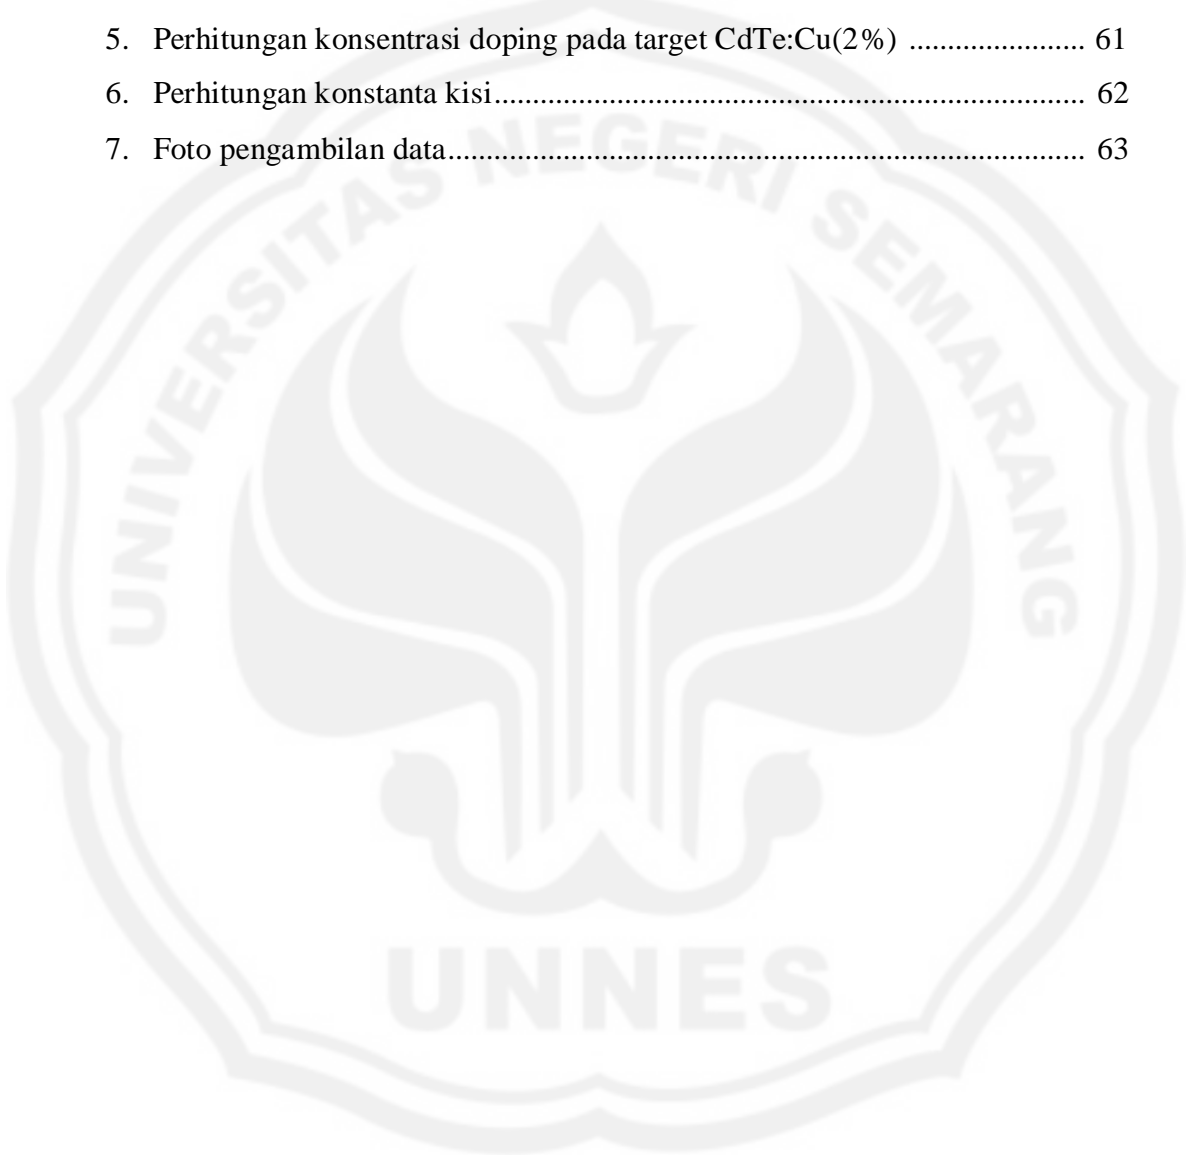 5. Perhitungan konsentrasi doping pada target CdTe:Cu(2%) ....................... 61
6. Perhitungan konstanta kisi............................................................................. 62
7. Foto pengambilan data................................................................................... 63
UNIVERSITAS NEGERI SEMARANG
UNNES